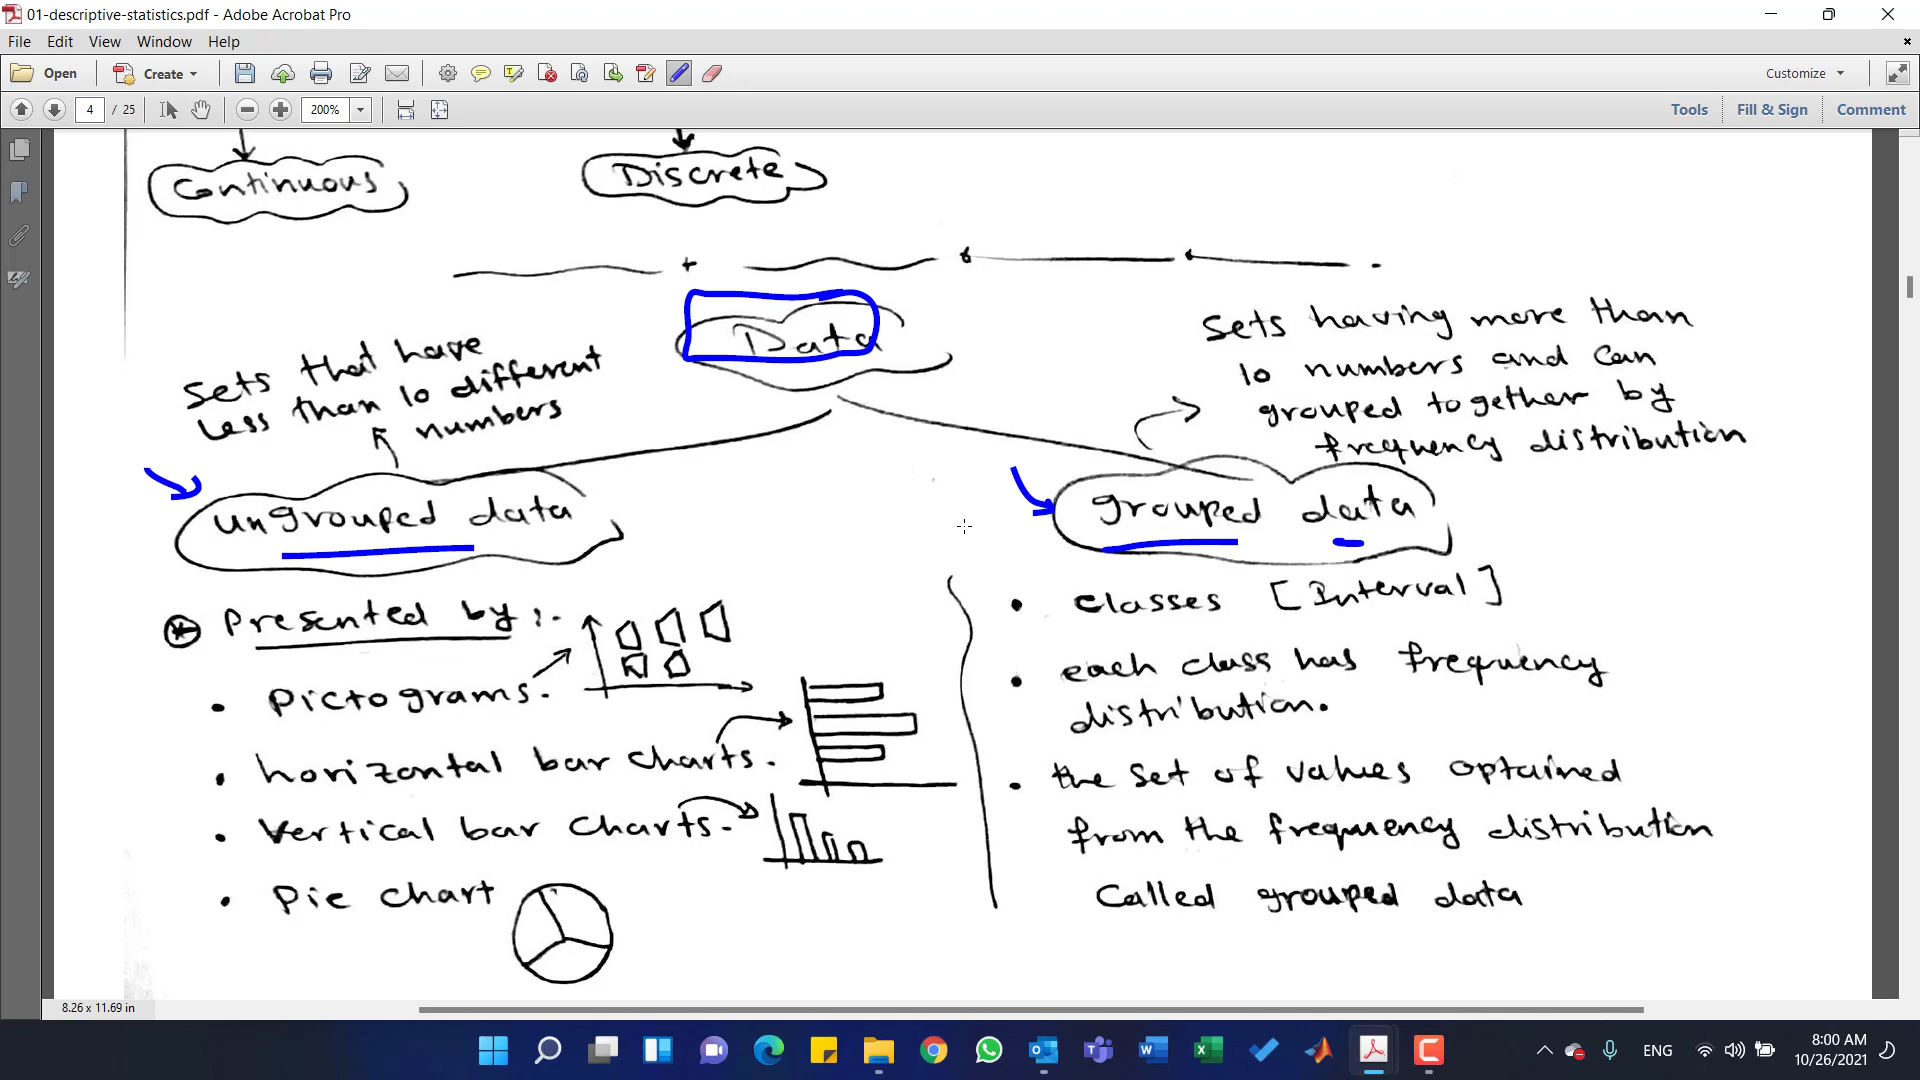 01-descriptive-statistics.pdf - Adobe Acrobat Pro
File Edit View Window Help
Open Create Customize
4 / 25 200% Tools Fill & Sign Comment
Continuous
Discrete
Data
Sets that have
less than 10 different
numbers
Sets having more than
10 numbers and can
grouped together by
frequency distribution
ungrouped data
grouped data
Presented by :-
• Pictograms.
• horizontal bar charts.
• Vertical bar charts.
• Pie chart
• classes [Interval]
• each class has frequency
distribution.
• the set of values optained
from the frequency distribution
Called grouped data
8.26 x 11.69 in
ENG
8:00 AM
10/26/2021